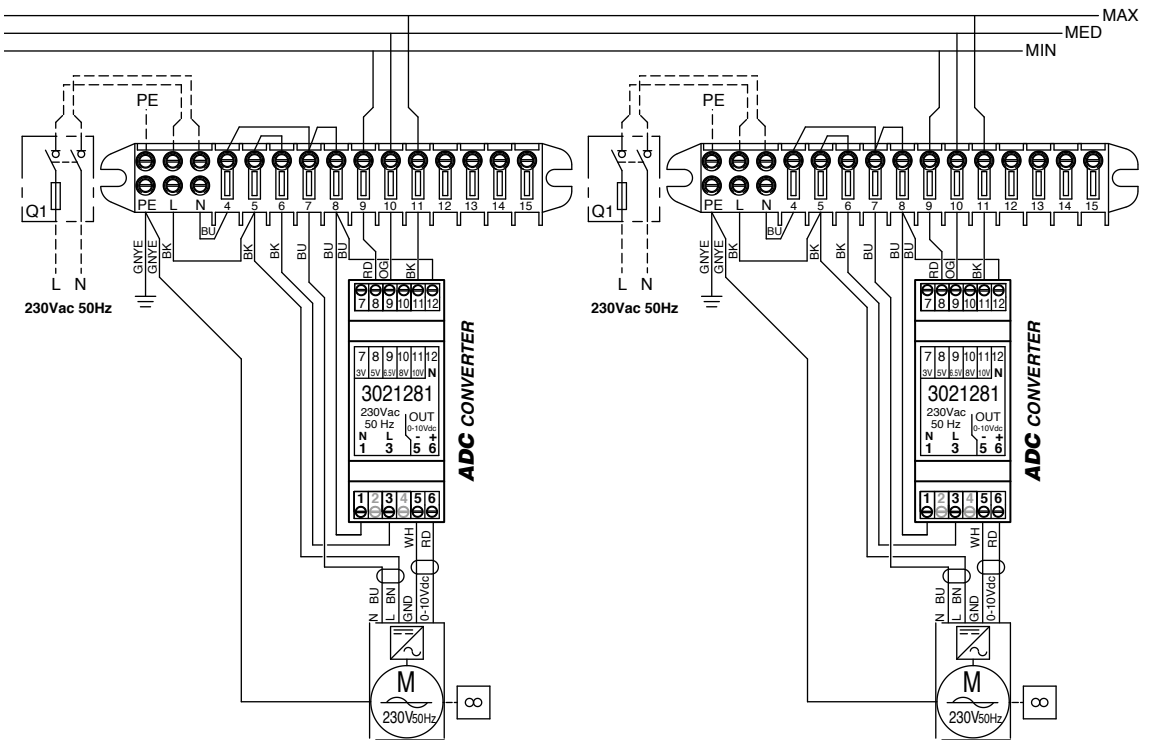 MAX
MED
MIN
PE
Q1
PE L N 4 5 6 7 8 9 10 11 12 13 14 15
BU
GNYE GNYE BK BK BK BU BU BU RD OG BK
L N
230Vac 50Hz
7 8 9 10 11 12
7 8 9 10 11 12
3V 5V 6.5V 8V 10V N
3021281
230Vac
50 Hz
OUT
0-10Vdc
N L - +
1 3 5 6
ADC CONVERTER
1 2 3 4 5 6
WH RD
N BU
L BN
GND
0-10Vdc
M
230V50Hz
8
PE
Q1
PE L N 4 5 6 7 8 9 10 11 12 13 14 15
BU
GNYE GNYE BK BK BK BU BU BU RD OG BK
L N
230Vac 50Hz
7 8 9 10 11 12
7 8 9 10 11 12
3V 5V 6.5V 8V 10V N
3021281
230Vac
50 Hz
OUT
0-10Vdc
N L - +
1 3 5 6
ADC CONVERTER
1 2 3 4 5 6
WH RD
N BU
L BN
GND
0-10Vdc
M
230V50Hz
8